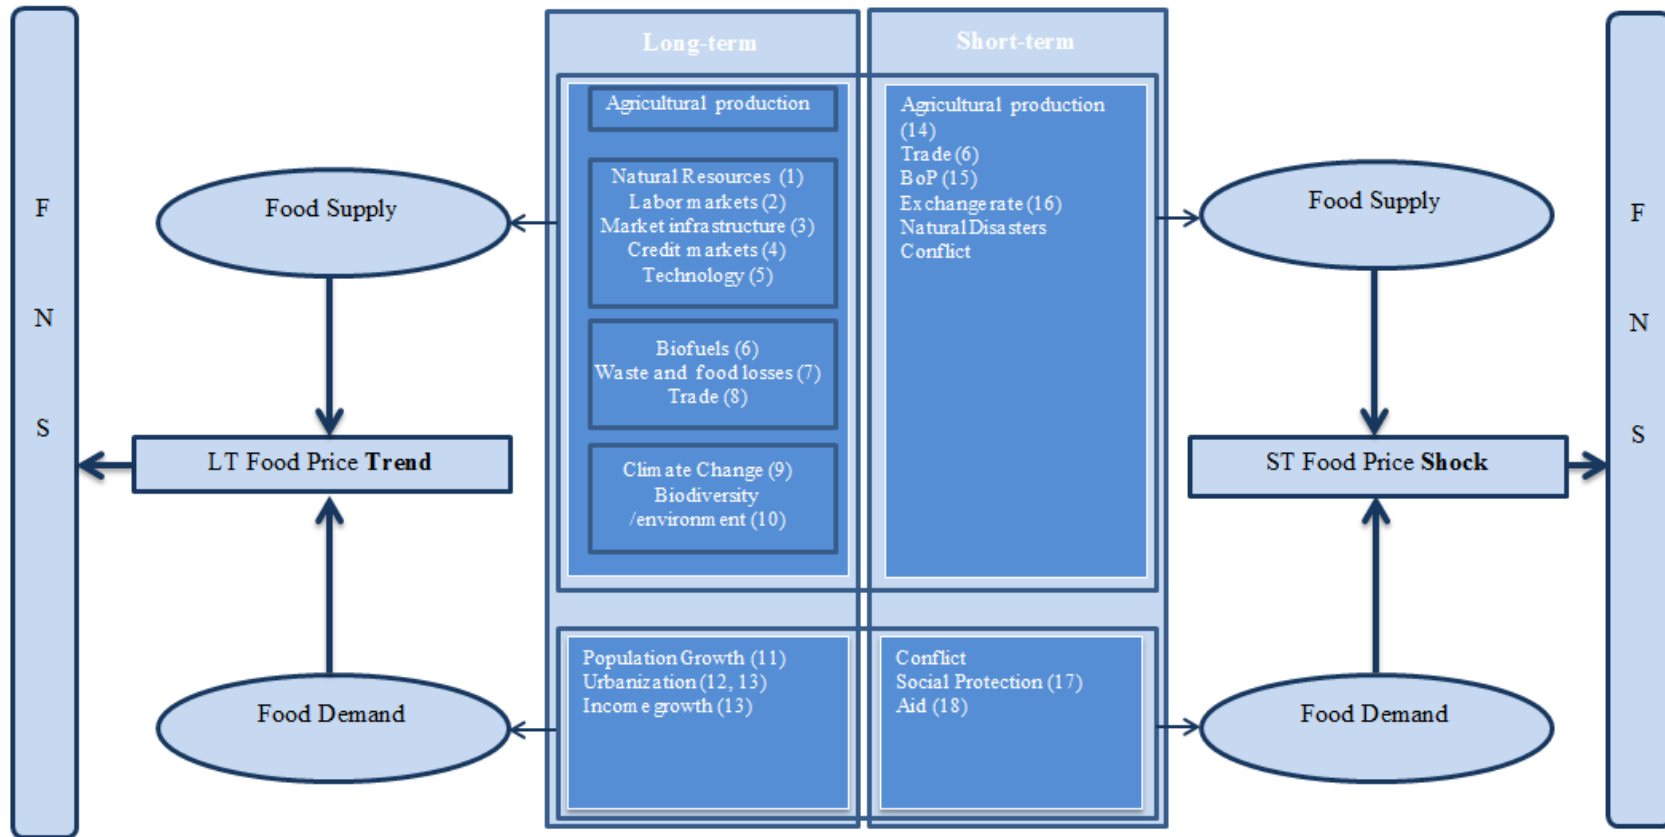 F
N
S
Food Supply
LT Food Price Trend
Food Demand
Long-term
Agricultural production
Natural Resources (1)
Labor markets (2)
Market infrastructure (3)
Credit markets (4)
Technology (5)
Biofuels (6)
Waste and food losses (7)
Trade (8)
Climate Change (9)
Biodiversity
/environment (10)
Population Growth (11)
Urbanization (12, 13)
Income growth (13)
Short-term
Agricultural production
(14)
Trade (6)
BoP (15)
Exchange rate (16)
Natural Disasters
Conflict
Conflict
Social Protection (17)
Aid (18)
Food Supply
ST Food Price Shock
Food Demand
F
N
S